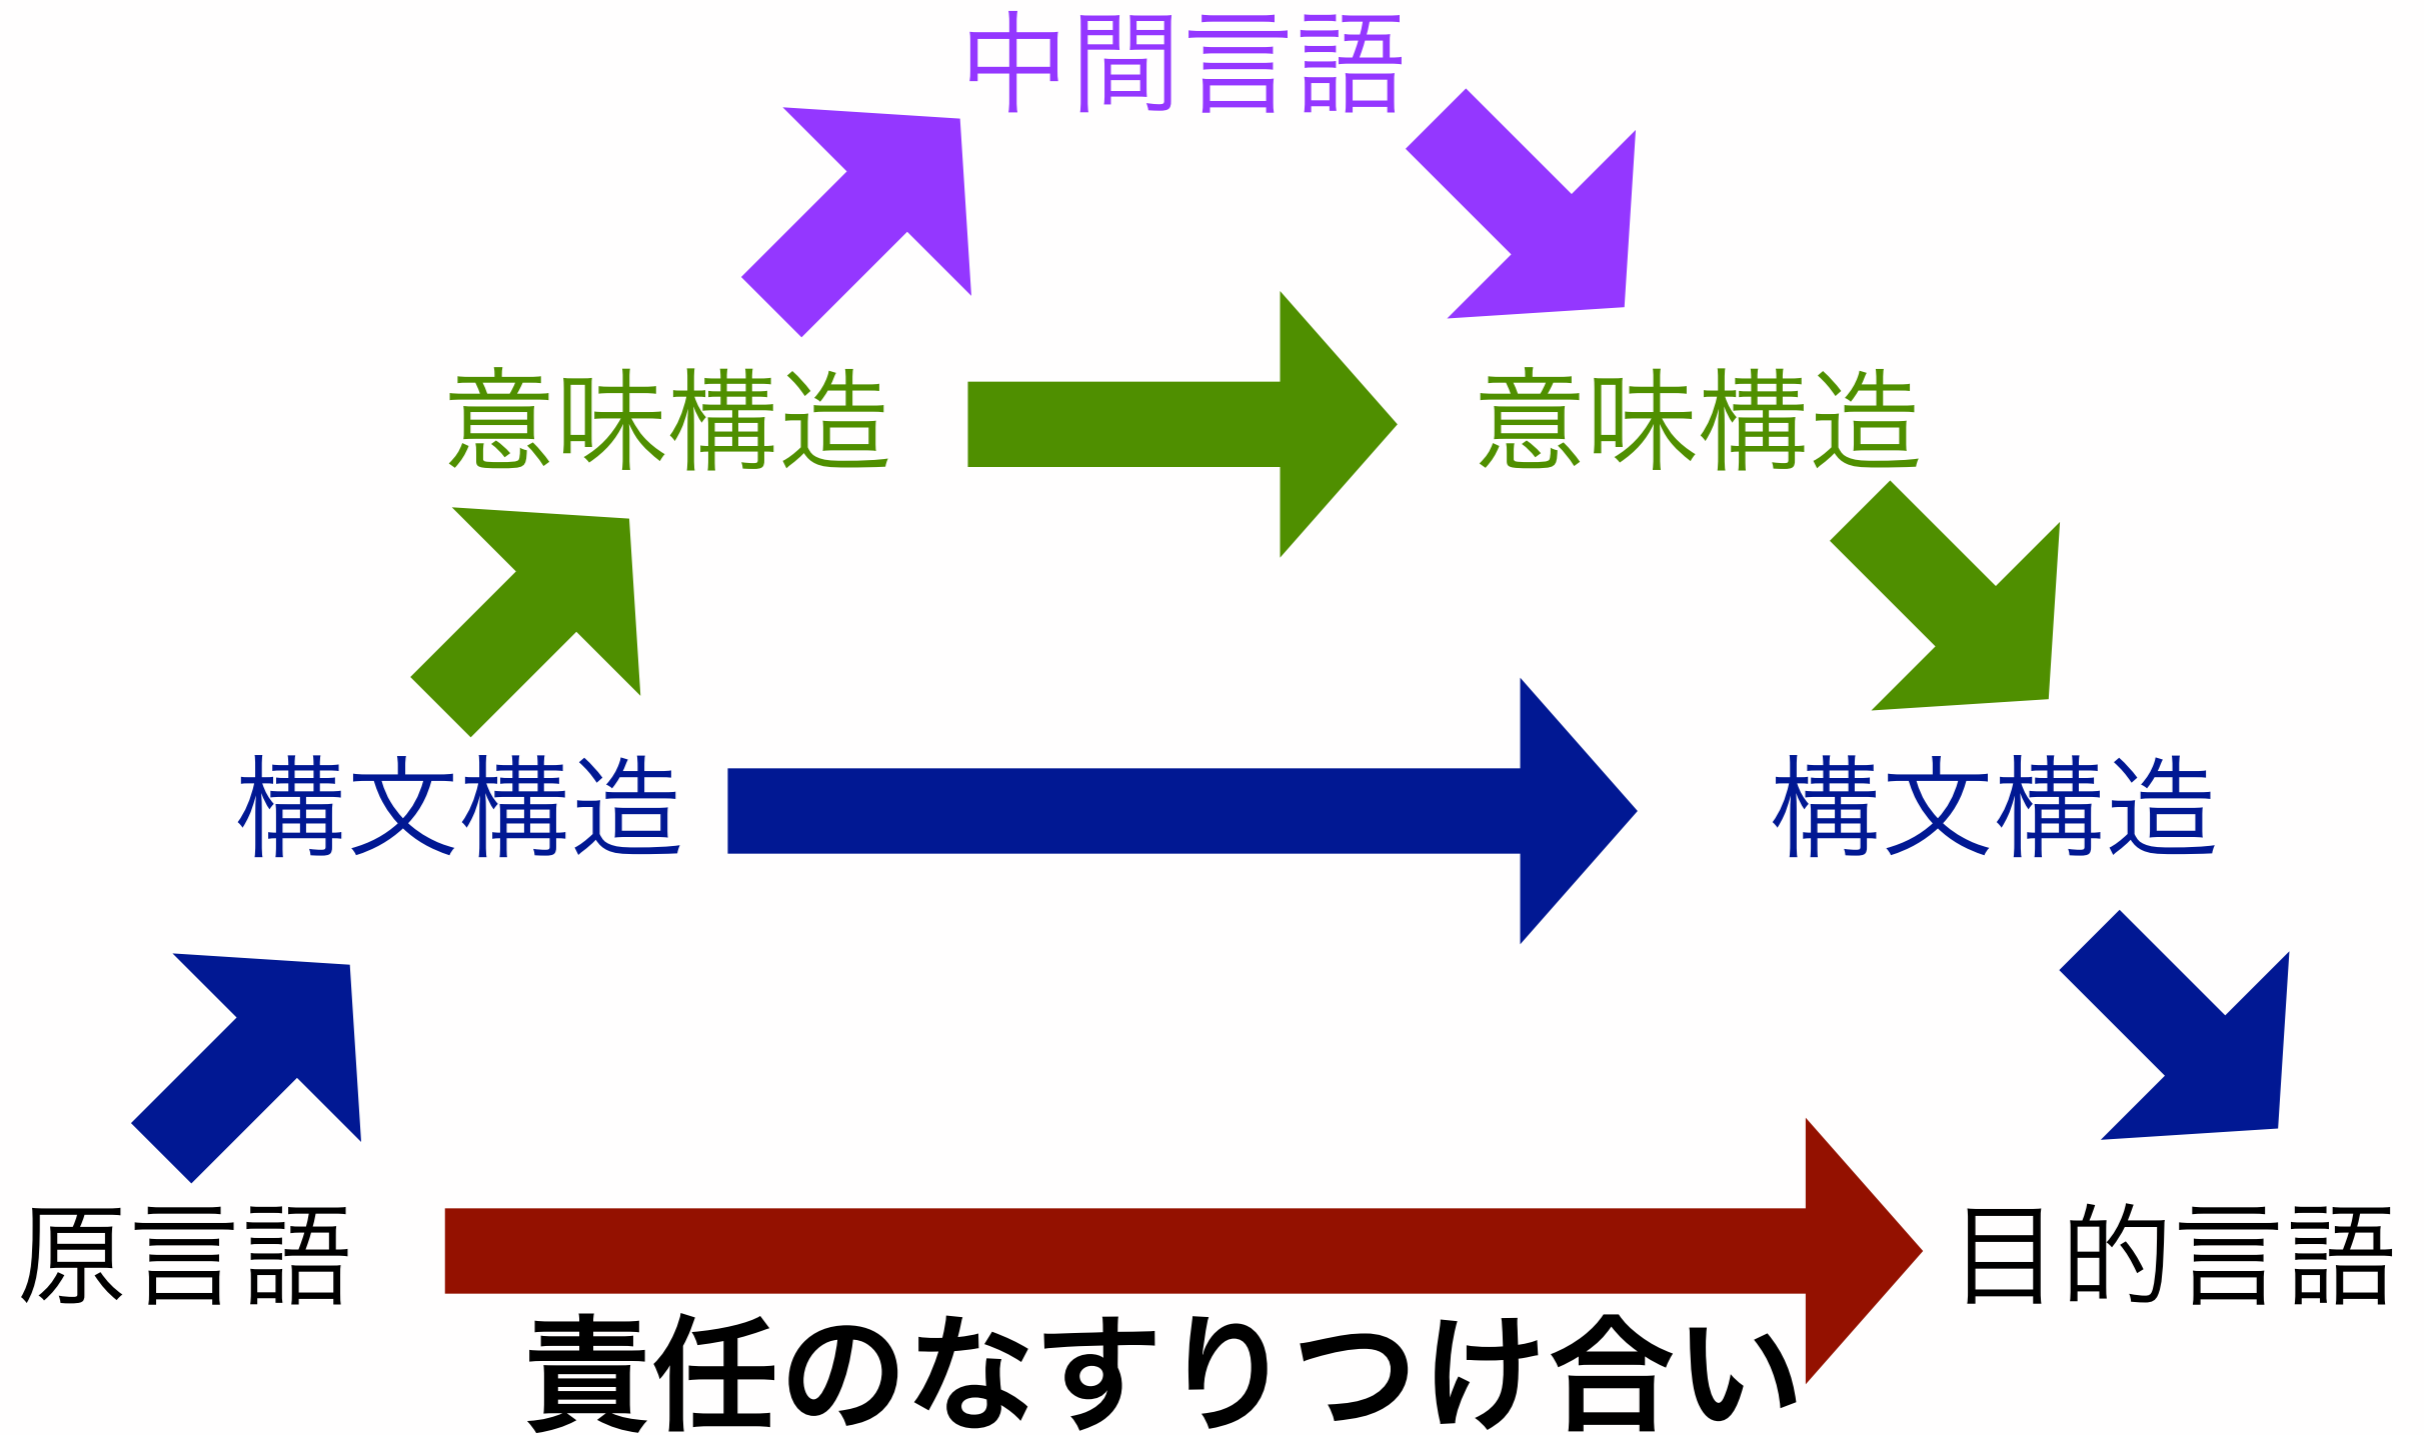 中間言語
意味構造
意味構造
構文構造
構文構造
原言語
目的言語
責任のなすりつけ合い